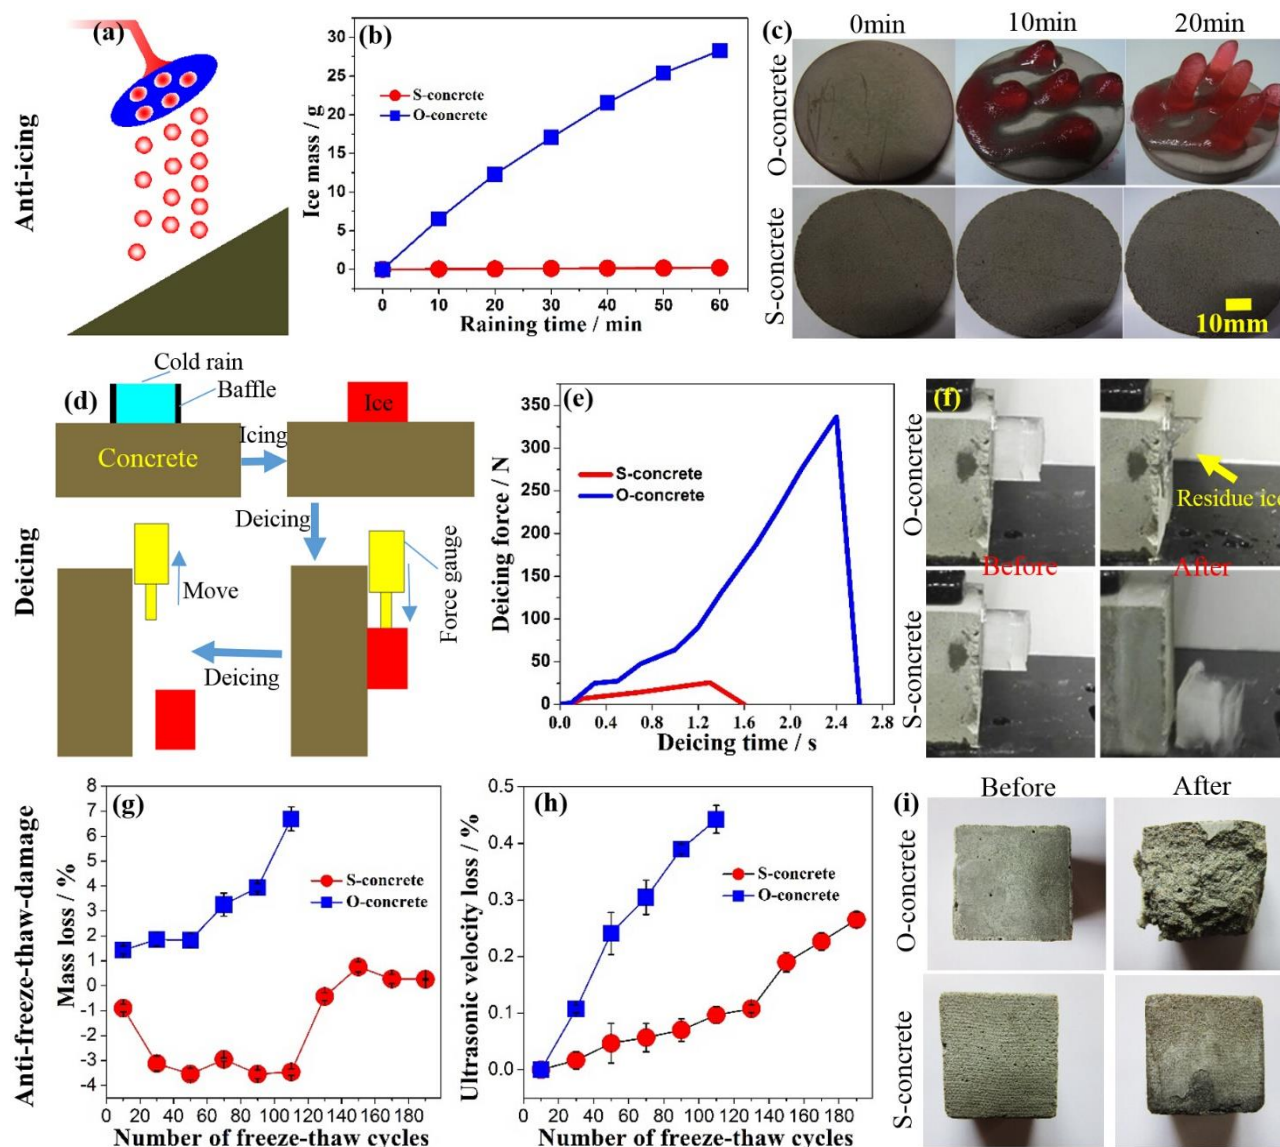 Anti-icing
(a)
(b)
Ice mass / g
30
25
20
15
10
5
0
S-concrete
O-concrete
0 10 20 30 40 50 60
Raining time / min
(c)
0min 10min 20min
O-concrete
S-concrete
10mm
Deicing
(d)
Cold rain
Baffle
Concrete
Icing
Ice
Deicing
Move
Force gauge
Deicing
(e)
Deicing force / N
350
300
250
200
150
100
50
0
S-concrete
O-concrete
0.0 0.4 0.8 1.2 1.6 2.0 2.4 2.8
Deicing time / s
(f)
O-concrete
Residue ice
Before After
S-concrete
Anti-freeze-thaw-damage
(g)
Mass loss / %
8
7
6
5
4
3
2
1
0
-1
-2
-3
-4
S-concrete
O-concrete
0 20 40 60 80 100 120 140 160 180
Number of freeze-thaw cycles
(h)
Ultrasonic velocity loss / %
0.5
0.4
0.3
0.2
0.1
0.0
S-concrete
O-concrete
0 20 40 60 80 100 120 140 160 180
Number of freeze-thaw cycles
(i)
Before After
O-concrete
S-concrete